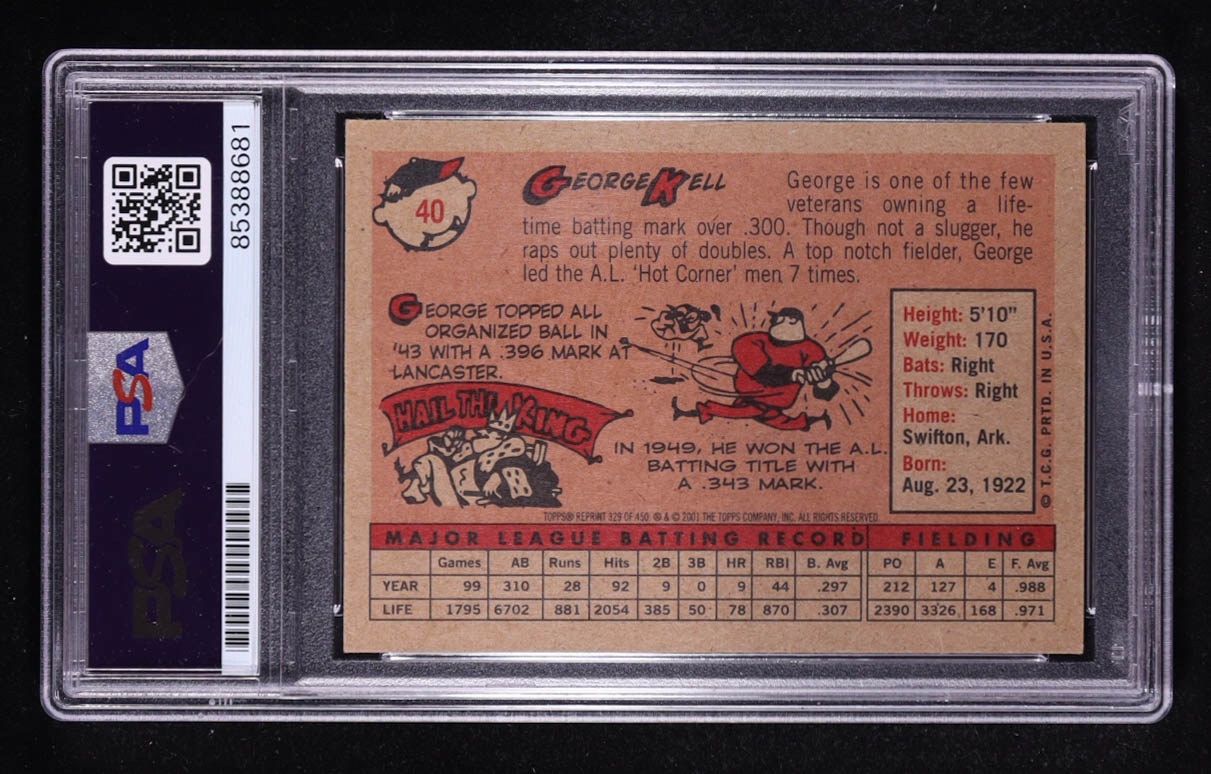 85388681
PSA
PSA
40
GEORGE KELL
George is one of the few
veterans owning a life-
time batting mark over .300. Though not a slugger, he
raps out plenty of doubles. A top notch fielder, George
led the A.L. 'Hot Corner' men 7 times.
GEORGE TOPPED ALL
ORGANIZED BALL IN
'43 WITH A .396 MARK AT
LANCASTER.
HAIL THE KING
IN 1949, HE WON THE A.L.
BATTING TITLE WITH
A .343 MARK.
Height: 5'10"
Weight: 170
Bats: Right
Throws: Right
Home:
Swifton, Ark.
Born:
Aug. 23, 1922
© T.C.G. PRTD. IN U.S.A.
TOPPS® REPRINT 329 OF 450. ® & © 2001 THE TOPPS COMPANY, INC. ALL RIGHTS RESERVED.
MAJOR LEAGUE BATTING RECORD FIELDING
Games AB Runs Hits 2B 3B HR RBI B. Avg PO A E F. Avg
YEAR 99 310 28 92 9 0 9 44 .297 212 127 4 .988
LIFE 1795 6702 881 2054 385 50 78 870 .307 2390 3326 168 .971